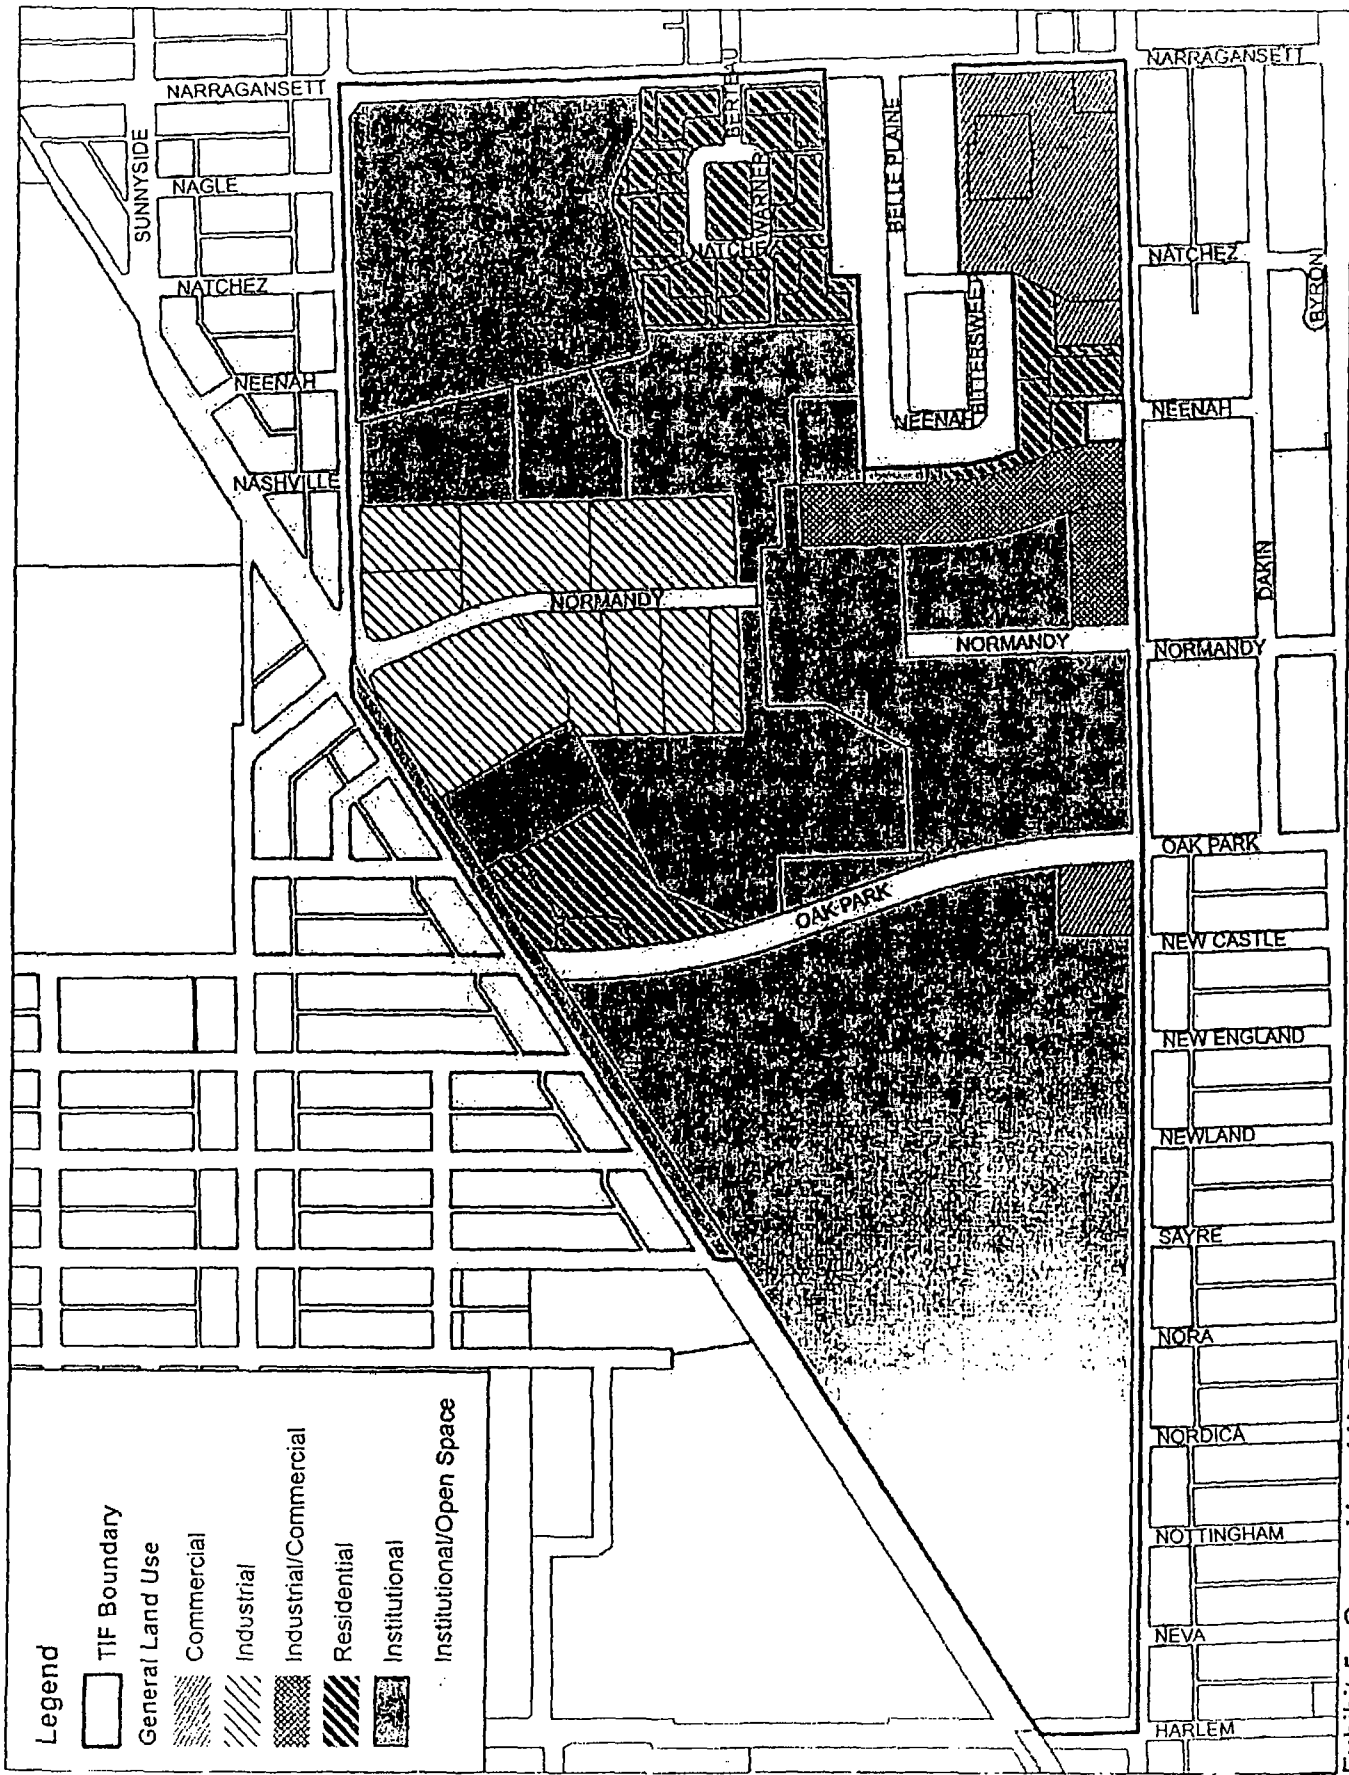 NARRAGANSETT
SUNNYSIDE
NAGLE
NATCHEZ
NEENAH
NASHVILLE
NORMANDY
BERTEAU
WARNER
BELLE PLAINE
NEENAH
NORMANDY
OAK PARK
NARRAGANSETT
NATCHEZ
BYRON
NEENAH
DAKIN
NORMANDY
OAK PARK
NEW CASTLE
NEW ENGLAND
NEWLAND
SAYRE
NORA
NORDICA
NOTTINGHAM
NEVA
HARLEM
Legend
TIF Boundary
General Land Use
Commercial
Industrial
Industrial/Commercial
Residential
Institutional
Institutional/Open Space